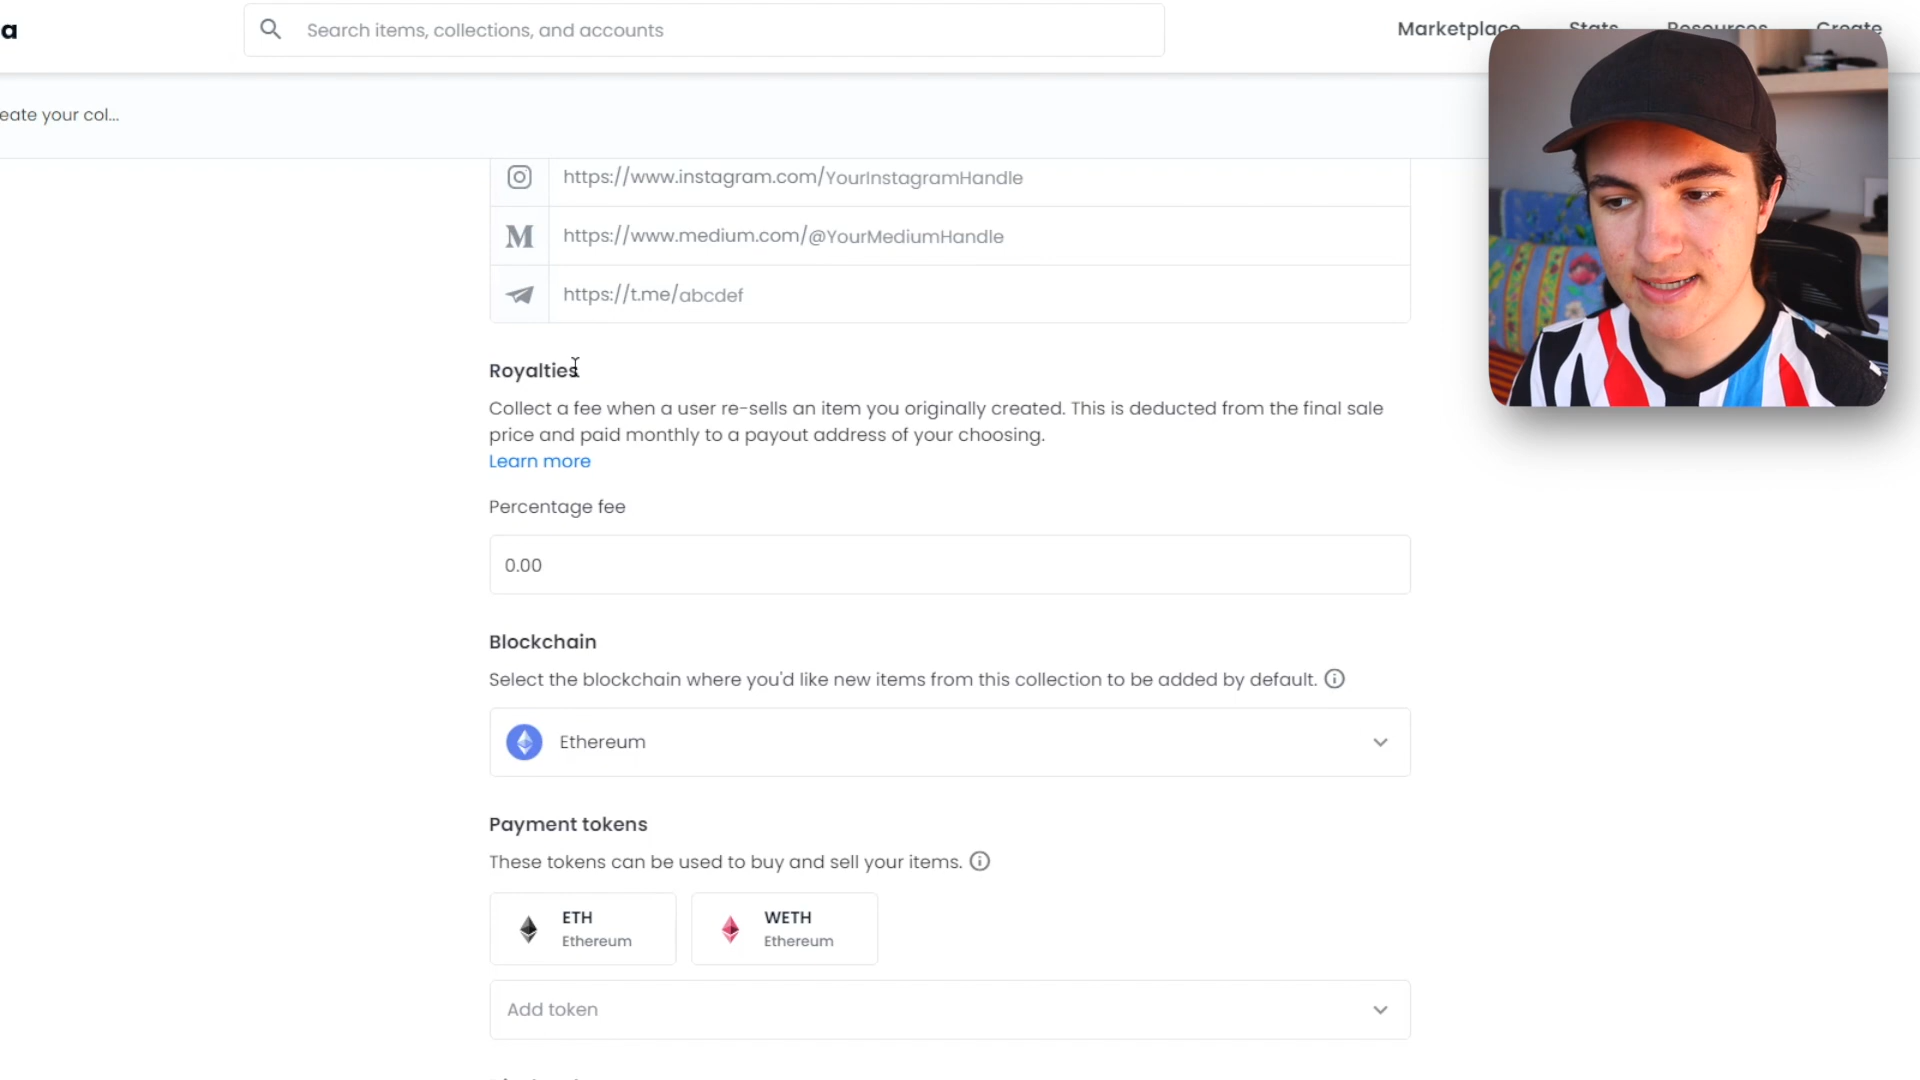 a
Search items, collections, and accounts
Marketplace Stats Resources Create
eate your col...
https://www.instagram.com/YourInstagramHandle
https://www.medium.com/@YourMediumHandle
https://t.me/abcdef
Royalties
Collect a fee when a user re-sells an item you originally created. This is deducted from the final sale
price and paid monthly to a payout address of your choosing.
Learn more
Percentage fee
0.00
Blockchain
Select the blockchain where you'd like new items from this collection to be added by default.
Ethereum
Payment tokens
These tokens can be used to buy and sell your items.
ETH
Ethereum
WETH
Ethereum
Add token